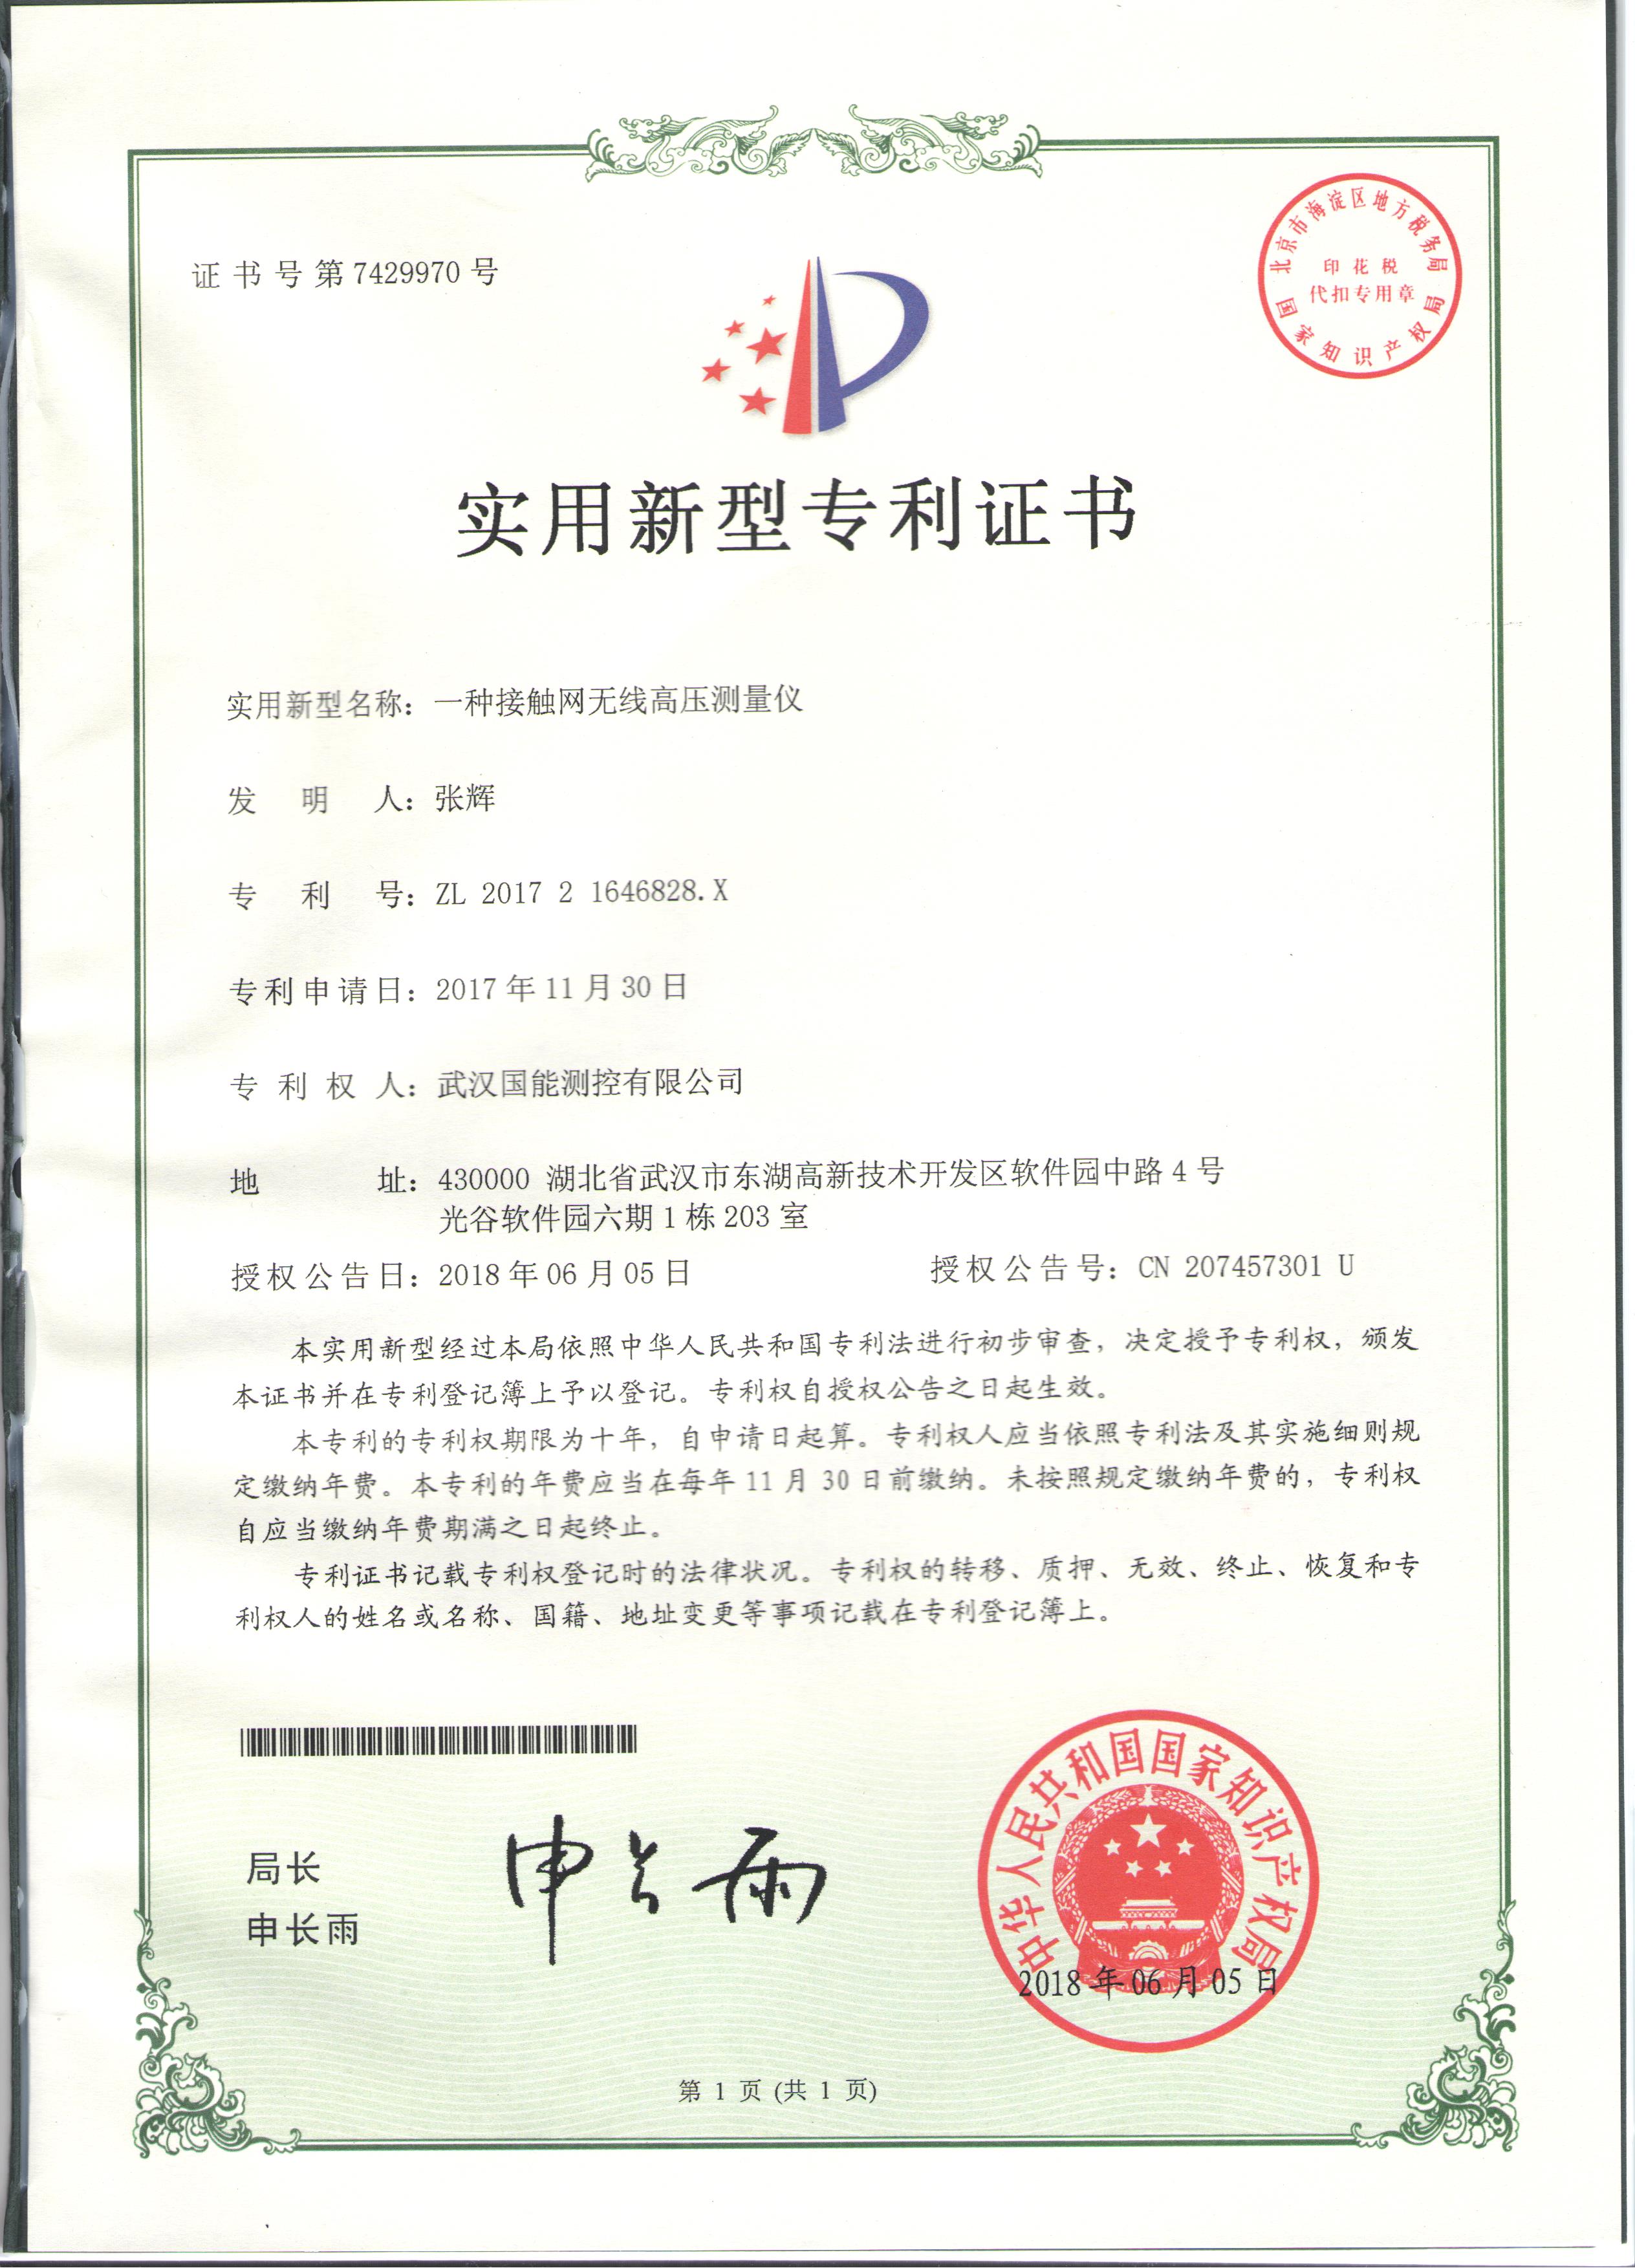 证书号第7429970号
北京市海淀区地方税务局
印花税
代扣专用章
国家知识产权局
实用新型专利证书
实用新型名称：一种接触网无线高压测量仪
发明人：张辉
专利号：ZL 2017 2 1646828.X
专利申请日：2017年11月30日
专利权人：武汉国能测控有限公司
地址：430000 湖北省武汉市东湖高新技术开发区软件园中路4号
光谷软件园六期1栋203室
授权公告日：2018年06月05日 授权公告号：CN 207457301 U
本实用新型经过本局依照中华人民共和国专利法进行初步审查，决定授予专利权，颁发
本证书并在专利登记簿上予以登记。专利权自授权公告之日起生效。
本专利的专利权期限为十年，自申请日起算。专利权人应当依照专利法及其实施细则规
定缴纳年费。本专利的年费应当在每年11月30日前缴纳。未按照规定缴纳年费的，专利权
自应当缴纳年费期满之日起终止。
专利证书记载专利权登记时的法律状况。专利权的转移、质押、无效、终止、恢复和专
利权人的姓名或名称、国籍、地址变更等事项记载在专利登记簿上。
局长
申长雨
申长雨
中华人民共和国国家知识产权局
2018年06月05日
第 1 页 (共 1 页)